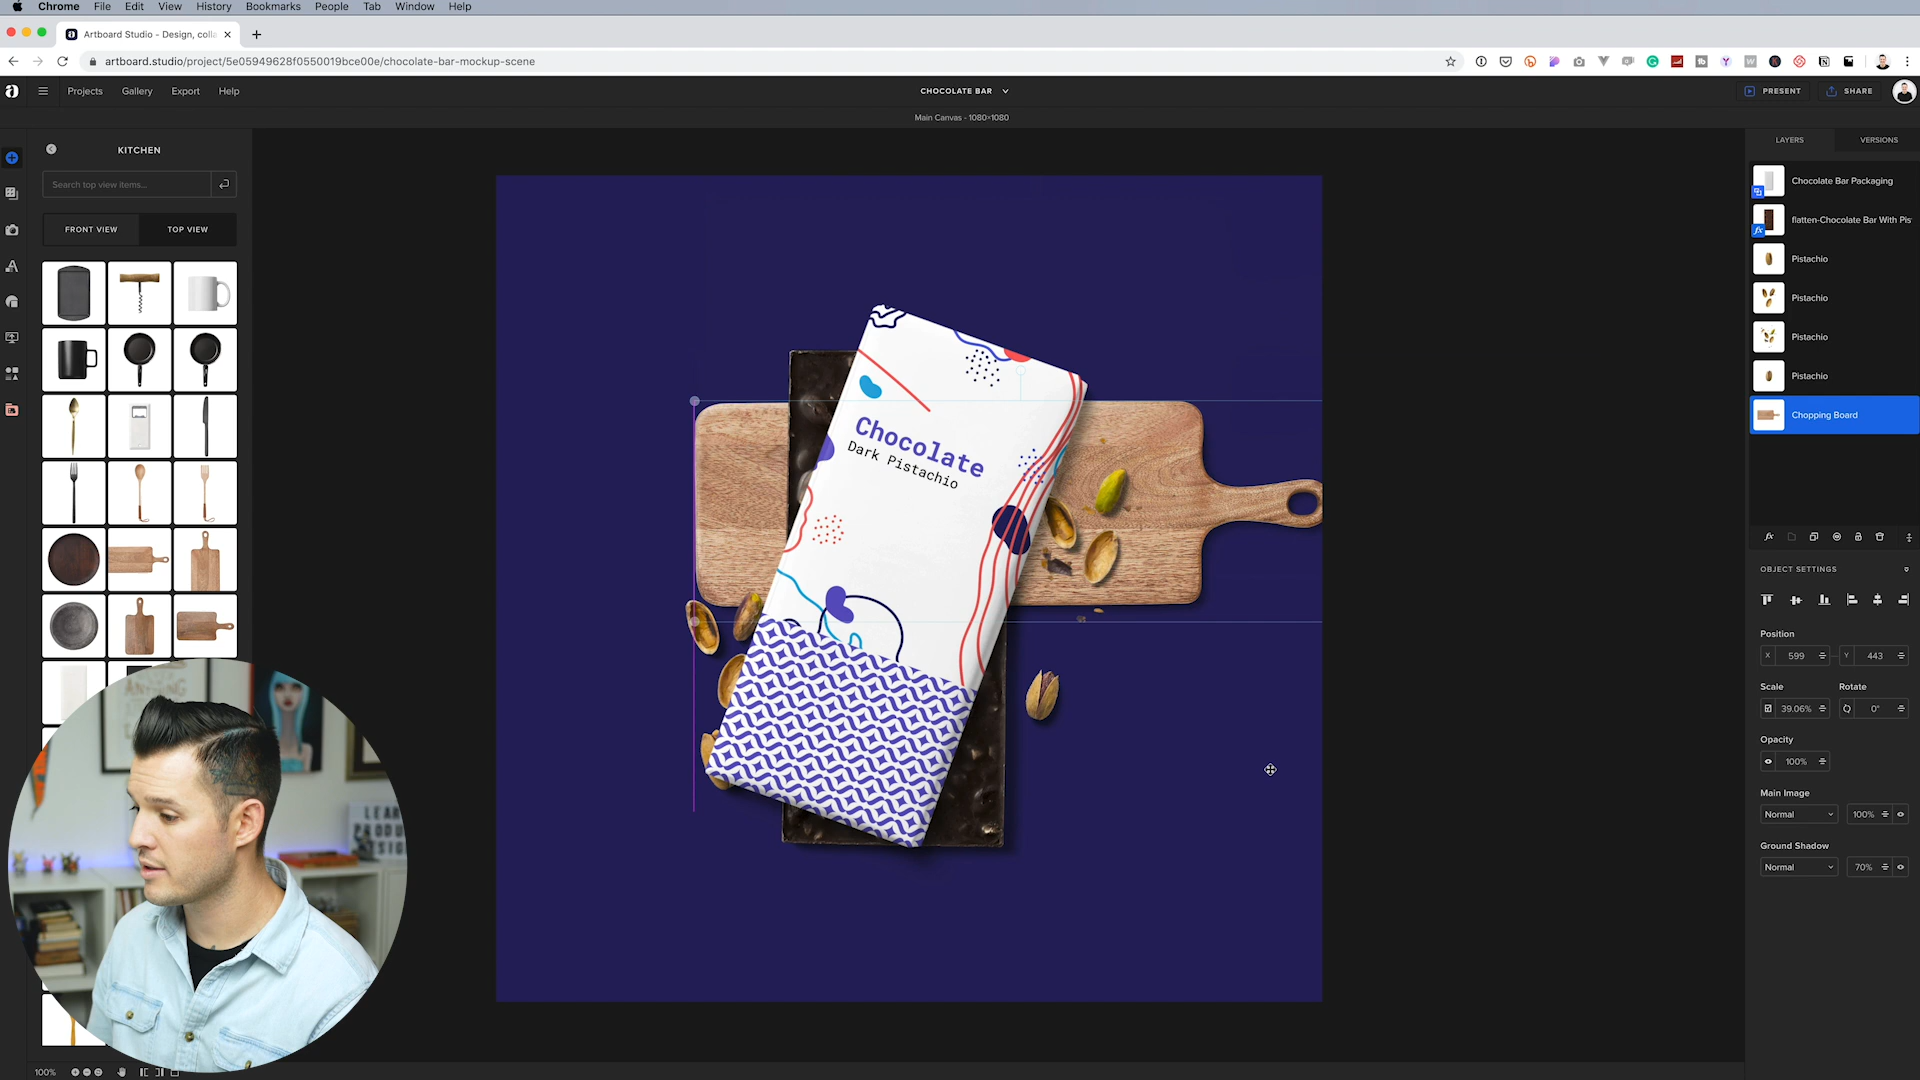 Chrome File Edit View History Bookmarks People Tab Window Help
Artboard Studio - Design, colla
artboard.studio/project/5e05949628f0550019bce00e/chocolate-bar-mockup-scene
Projects Gallery Export Help
CHOCOLATE BAR
PRESENT SHARE
Main Canvas - 1080×1080
KITCHEN
Search top view items...
FRONT VIEW TOP VIEW
LAYERS VERSIONS
Chocolate Bar Packaging
flatten-Chocolate Bar With Pis
Pistachio
Pistachio
Pistachio
Pistachio
Chopping Board
Chocolate
Dark Pistachio
OBJECT SETTINGS
Position
X 599 Y 443
Scale Rotate
39.06% 0°
Opacity
100%
Main Image
Normal 100%
Ground Shadow
Normal 70%
100%